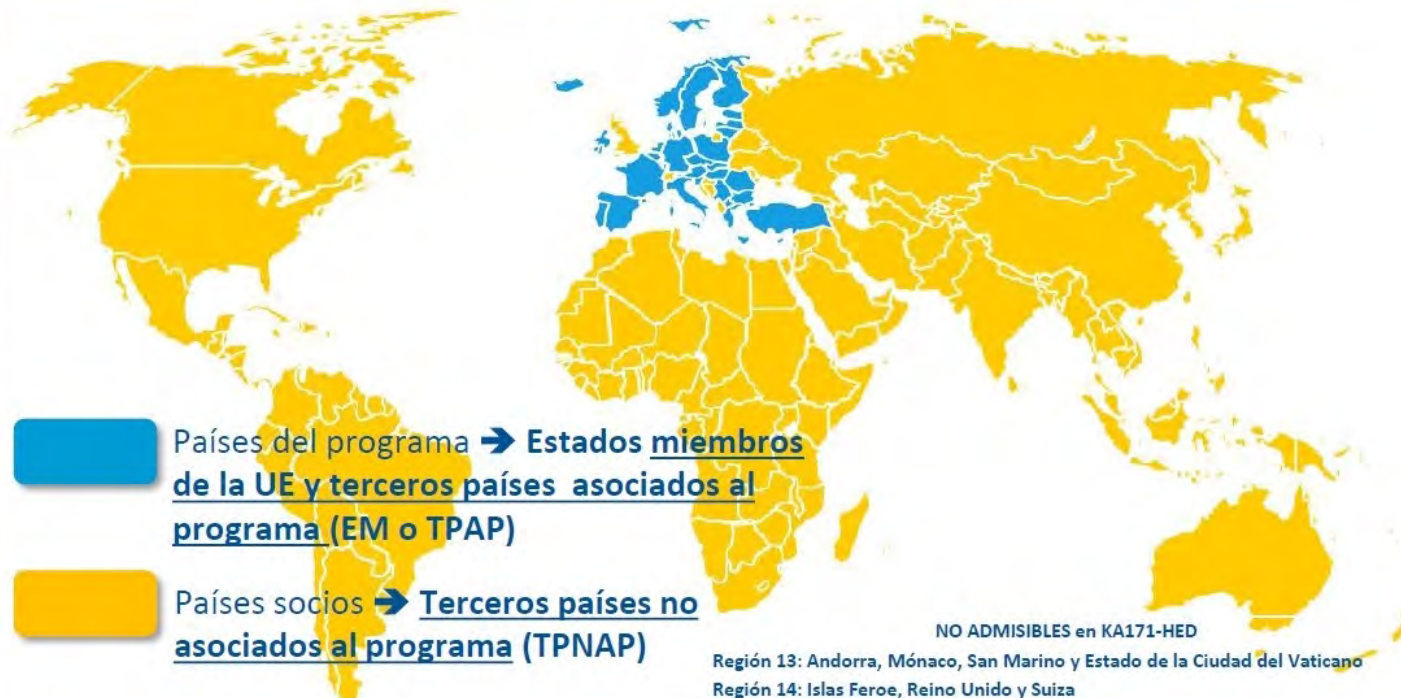 Países del programa ➔ Estados miembros
de la UE y terceros países asociados al
programa (EM o TPAP)
Países socios ➔ Terceros países no
asociados al programa (TPNAP)
NO ADMISIBLES en KA171-HED
Región 13: Andorra, Mónaco, San Marino y Estado de la Ciudad del Vaticano
Región 14: Islas Feroe, Reino Unido y Suiza